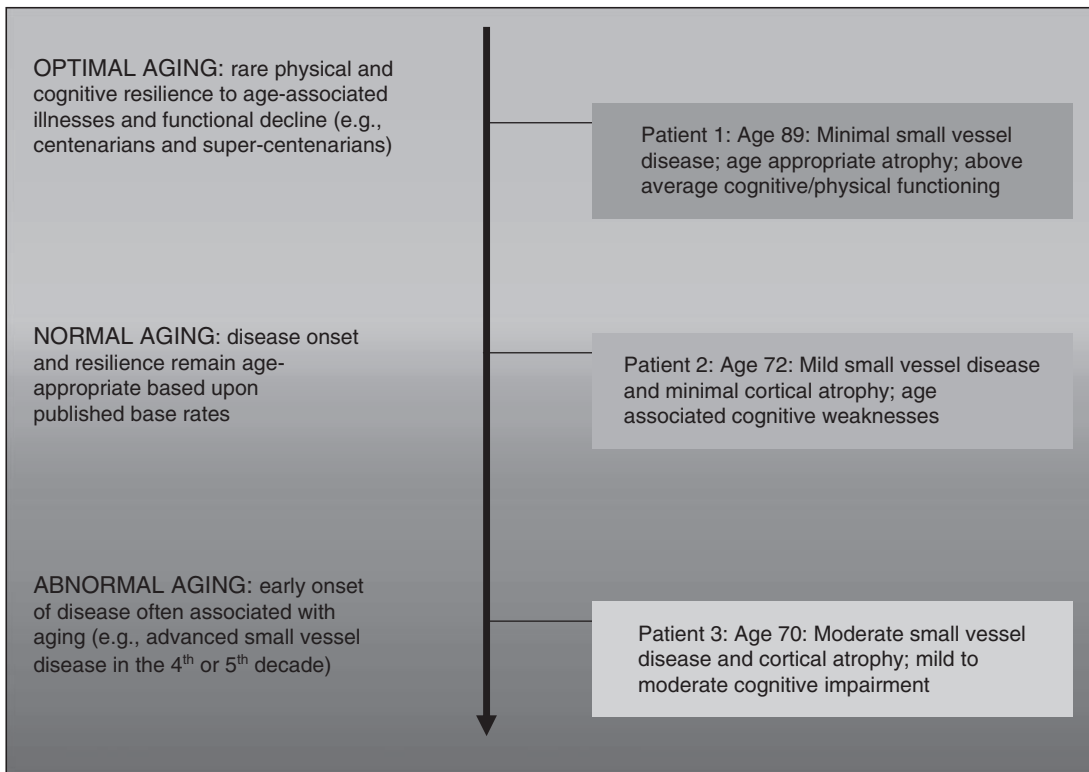 OPTIMAL AGING: rare physical and
cognitive resilience to age-associated
illnesses and functional decline (e.g.,
centenarians and super-centenarians)
Patient 1: Age 89: Minimal small vessel
disease; age appropriate atrophy; above
average cognitive/physical functioning
NORMAL AGING: disease onset
and resilience remain age-
appropriate based upon
published base rates
Patient 2: Age 72: Mild small vessel disease
and minimal cortical atrophy; age
associated cognitive weaknesses
ABNORMAL AGING: early onset
of disease often associated with
aging (e.g., advanced small vessel
disease in the 4th or 5th decade)
Patient 3: Age 70: Moderate small vessel
disease and cortical atrophy; mild to
moderate cognitive impairment